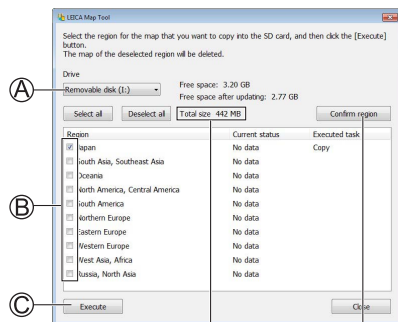 LEICA Map Tool
Select the region for the map that you want to copy into the SD card, and then click the [Execute]
button.
The map of the deselected region will be deleted.
Drive
A
Removable disk (I:)
Free space: 3.20 GB
Free space after updating: 2.77 GB
Select all Deselect all Total size 442 MB Confirm region
Region Current status Executed task
Japan No data Copy
South Asia, Southeast Asia No data
Oceania No data
North America, Central America No data
B
South America No data
Northern Europe No data
Eastern Europe No data
Western Europe No data
West Asia, Africa No data
Russia, North Asia No data
C
Execute Close